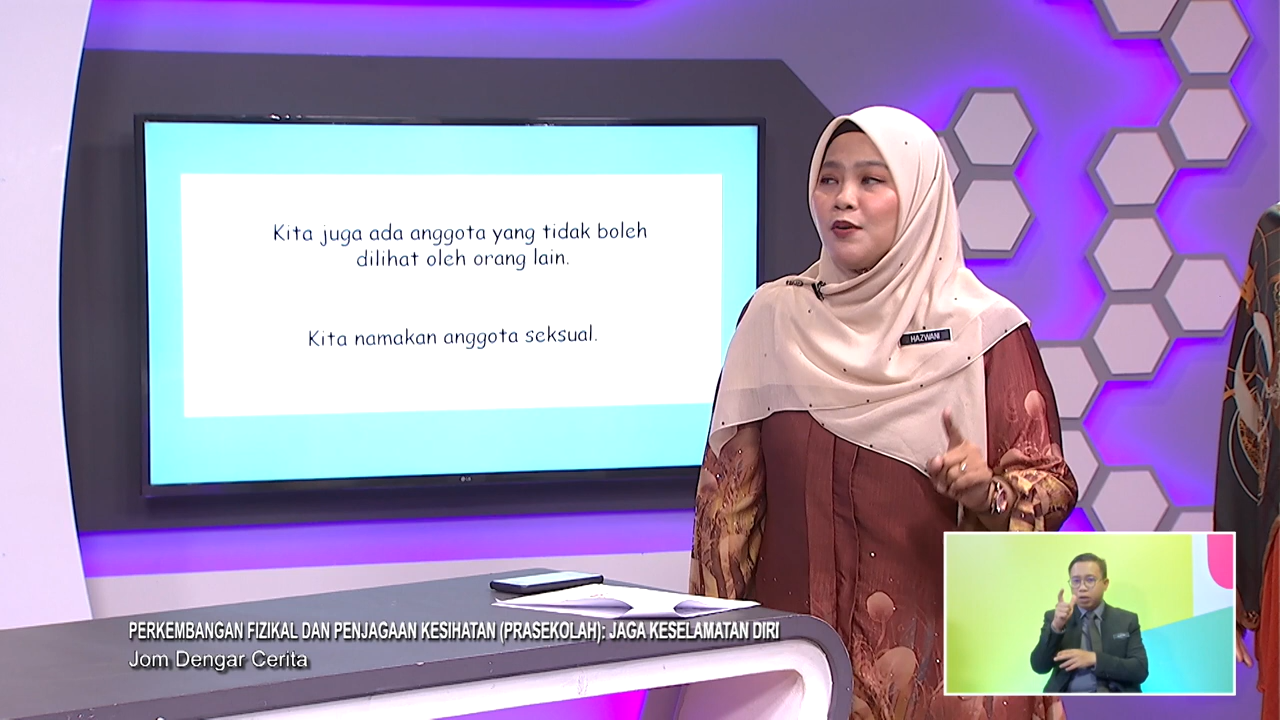 Kita juga ada anggota yang tidak boleh
dilihat oleh orang lain.
Kita namakan anggota seksual.
HAZWANI
LG
PERKEMBANGAN FIZIKAL DAN PENJAGAAN KESIHATAN (PRASEKOLAH): JAGA KESELAMATAN DIRI
Jom Dengar Cerita